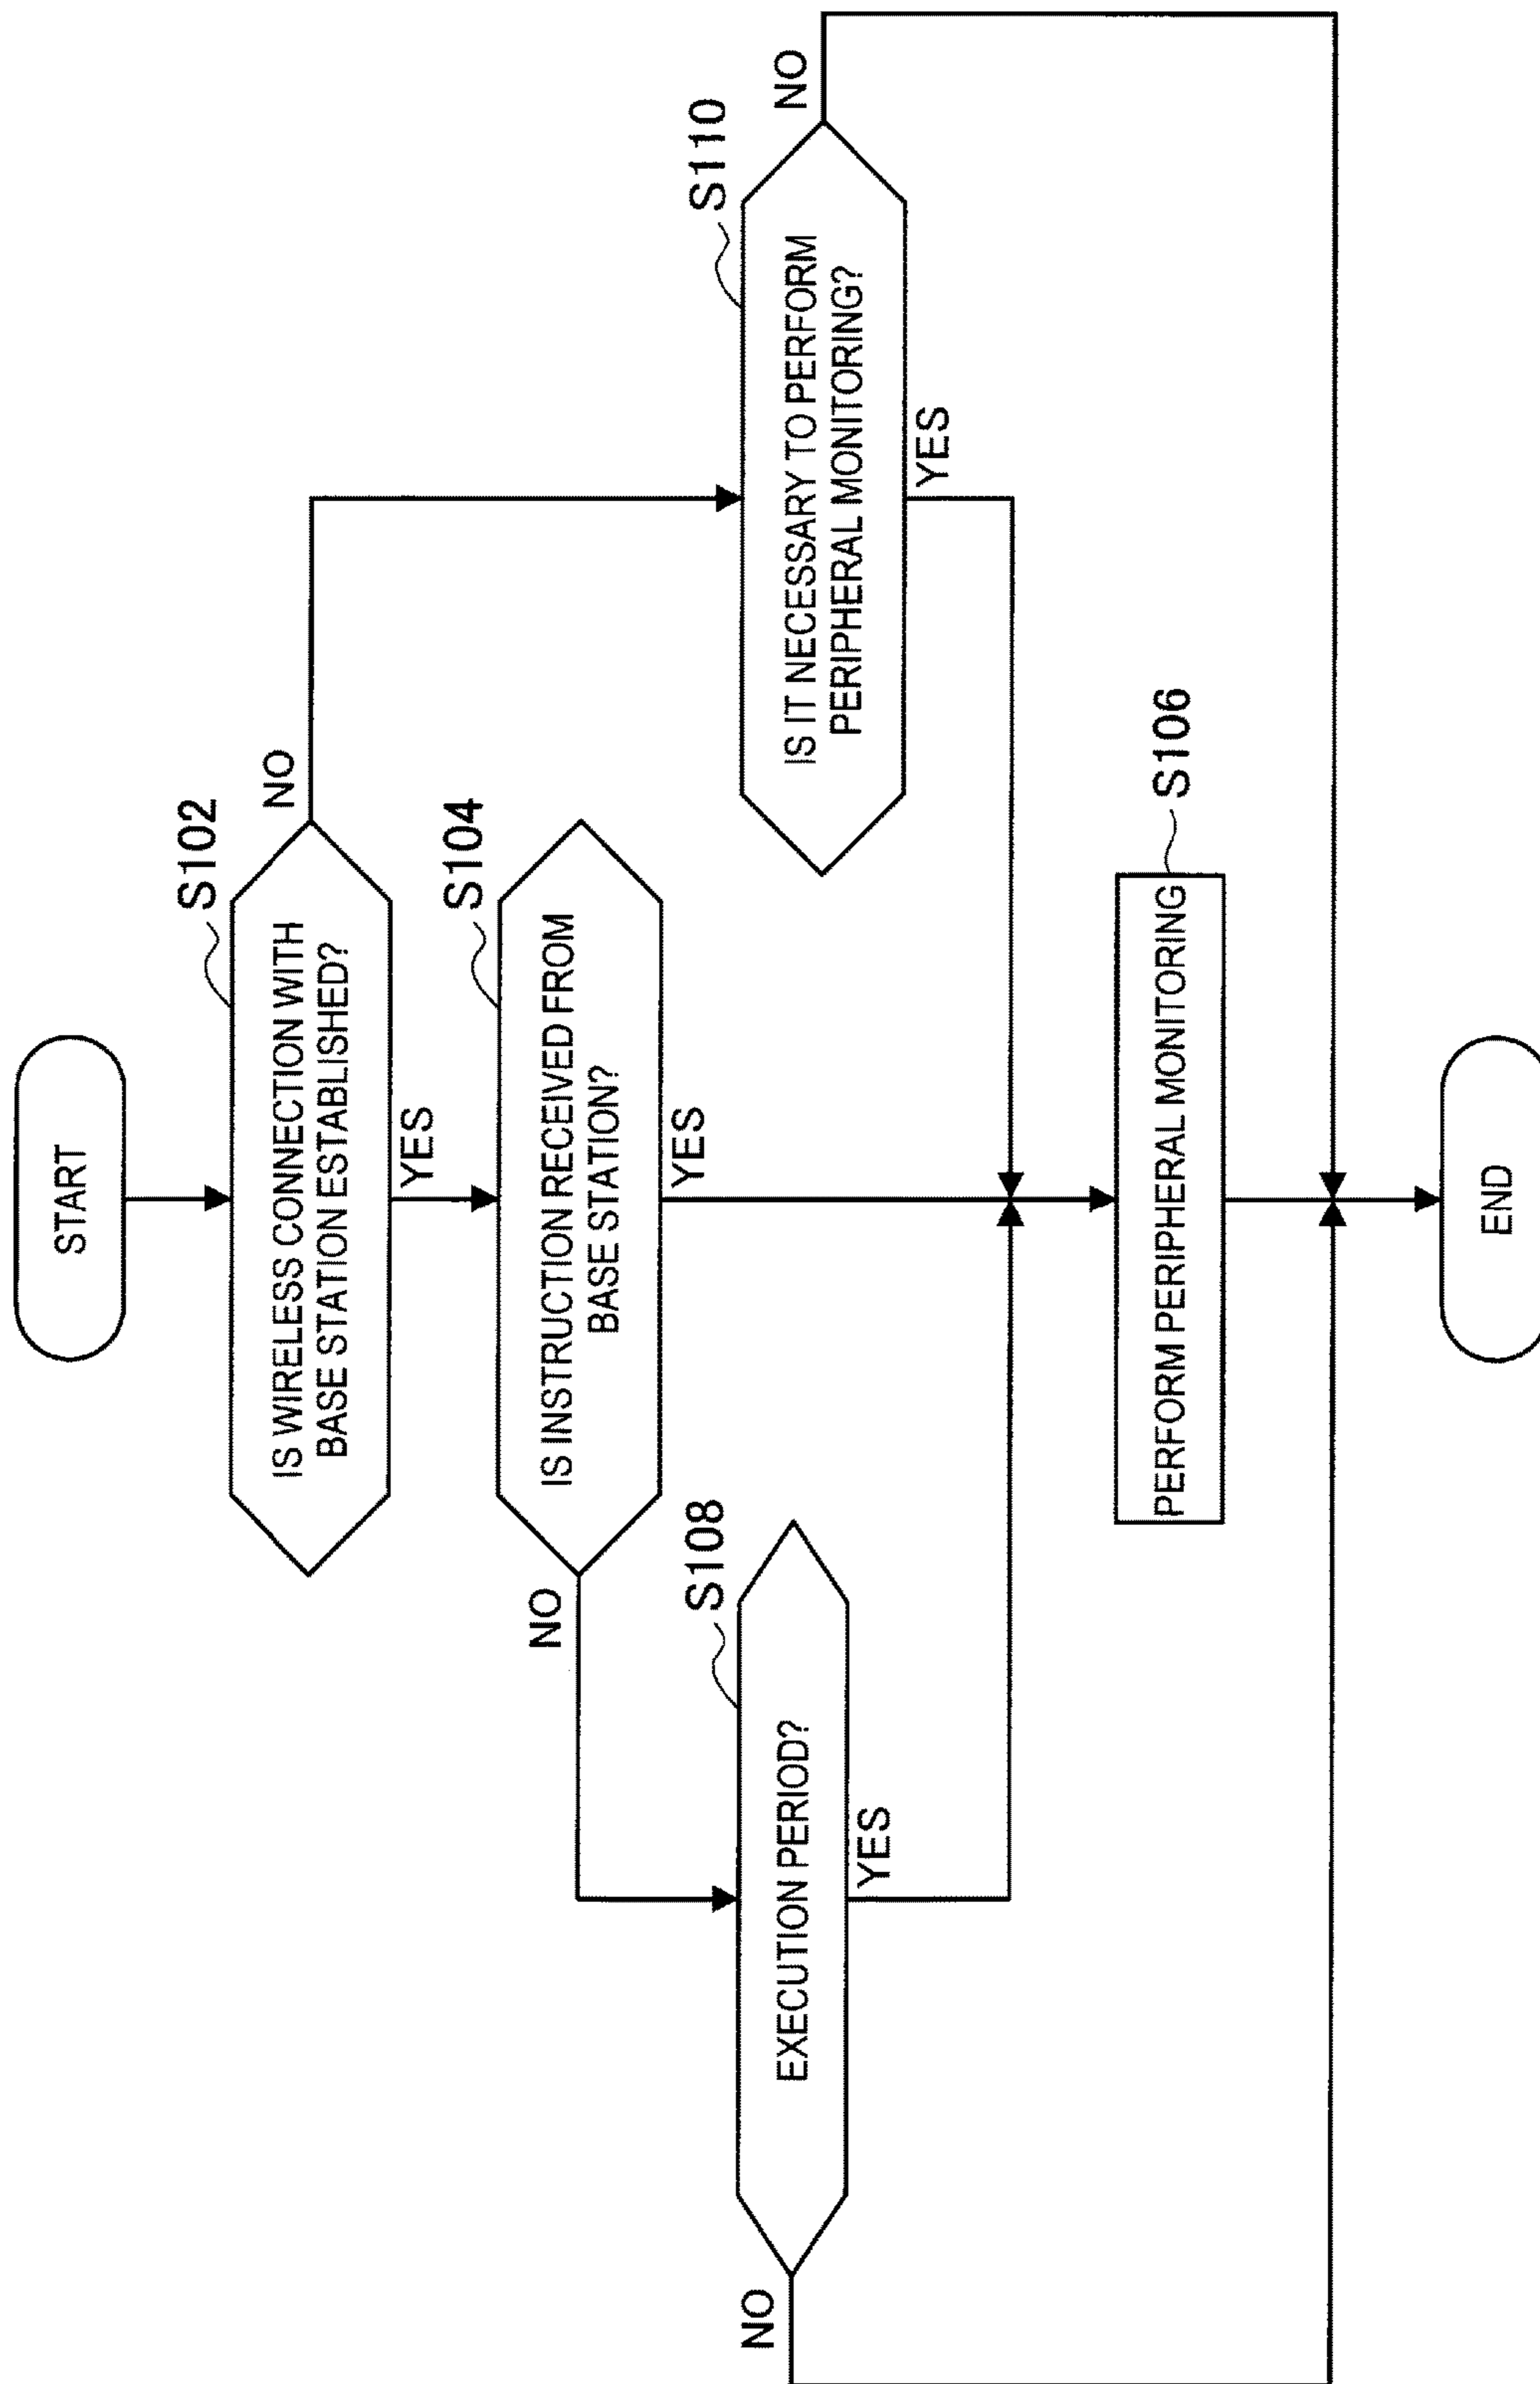 START
S102
IS WIRELESS CONNECTION WITH
BASE STATION ESTABLISHED?
NO
YES
S104
IS INSTRUCTION RECEIVED FROM
BASE STATION?
NO
YES
S108
EXECUTION PERIOD?
NO
YES
S110
IS IT NECESSARY TO PERFORM
PERIPHERAL MONITORING?
NO
YES
S106
PERFORM PERIPHERAL MONITORING
END